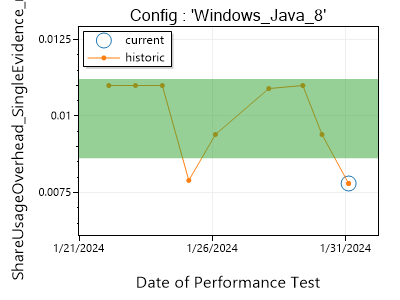 Config : 'Windows_Java_8'
current
historic
0.0125
0.01
0.0075
1/21/2024
1/26/2024
1/31/2024
Date of Performance Test
ShareUsageOverhead_SingleEvidence_